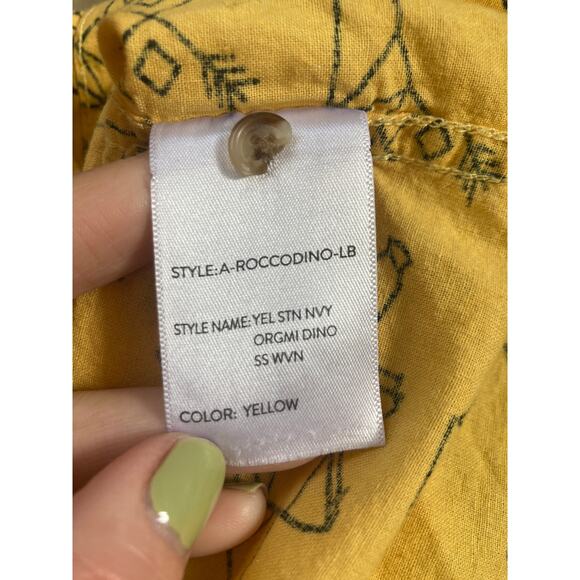 STYLE:A-ROCCODINO-LB
STYLE NAME: YEL STN NVY
ORGMI DINO
SS WVN
COLOR: YELLOW